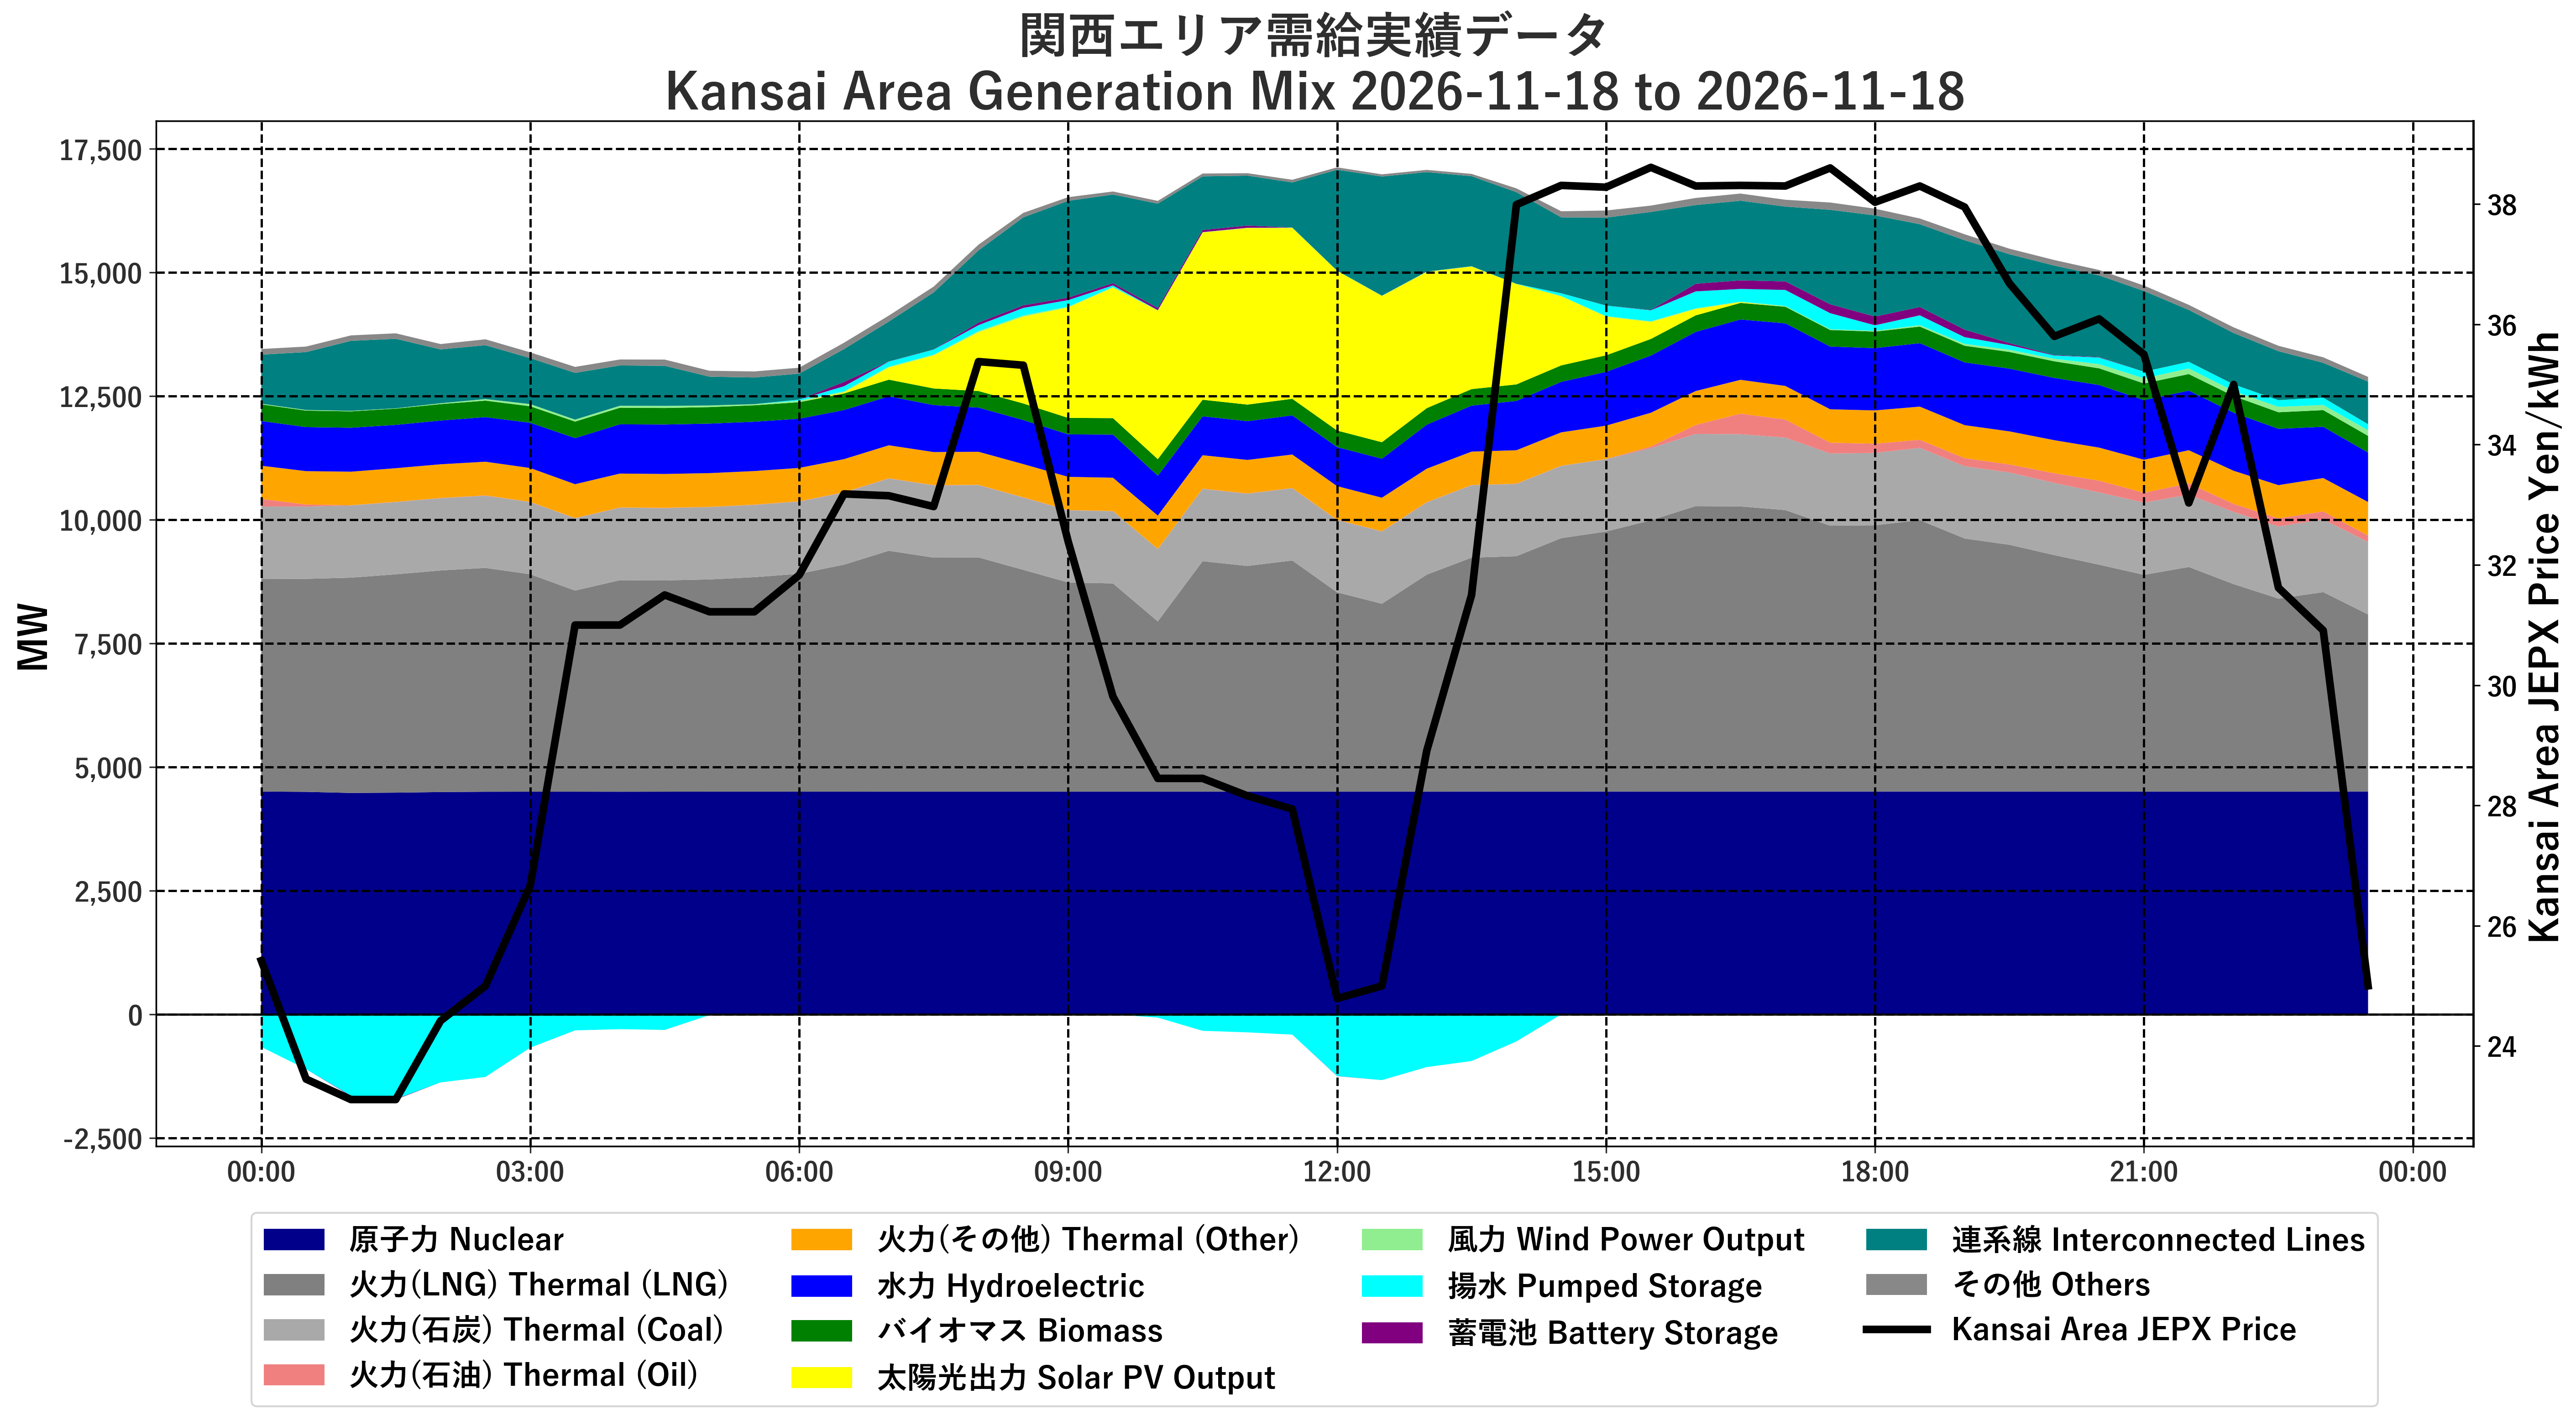 関西エリア需給実績データ
Kansai Area Generation Mix 2026-11-18 to 2026-11-18
MW
17,500
15,000
12,500
10,000
7,500
5,000
2,500
0
-2,500
38
36
34
32
30
28
26
24
Kansai Area JEPX Price Yen/kWh
00:00 03:00 06:00 09:00 12:00 15:00 18:00 21:00 00:00
原子力 Nuclear
火力(LNG) Thermal (LNG)
火力(石炭) Thermal (Coal)
火力(石油) Thermal (Oil)
火力(その他) Thermal (Other)
水力 Hydroelectric
バイオマス Biomass
太陽光出力 Solar PV Output
風力 Wind Power Output
揚水 Pumped Storage
蓄電池 Battery Storage
連系線 Interconnected Lines
その他 Others
Kansai Area JEPX Price